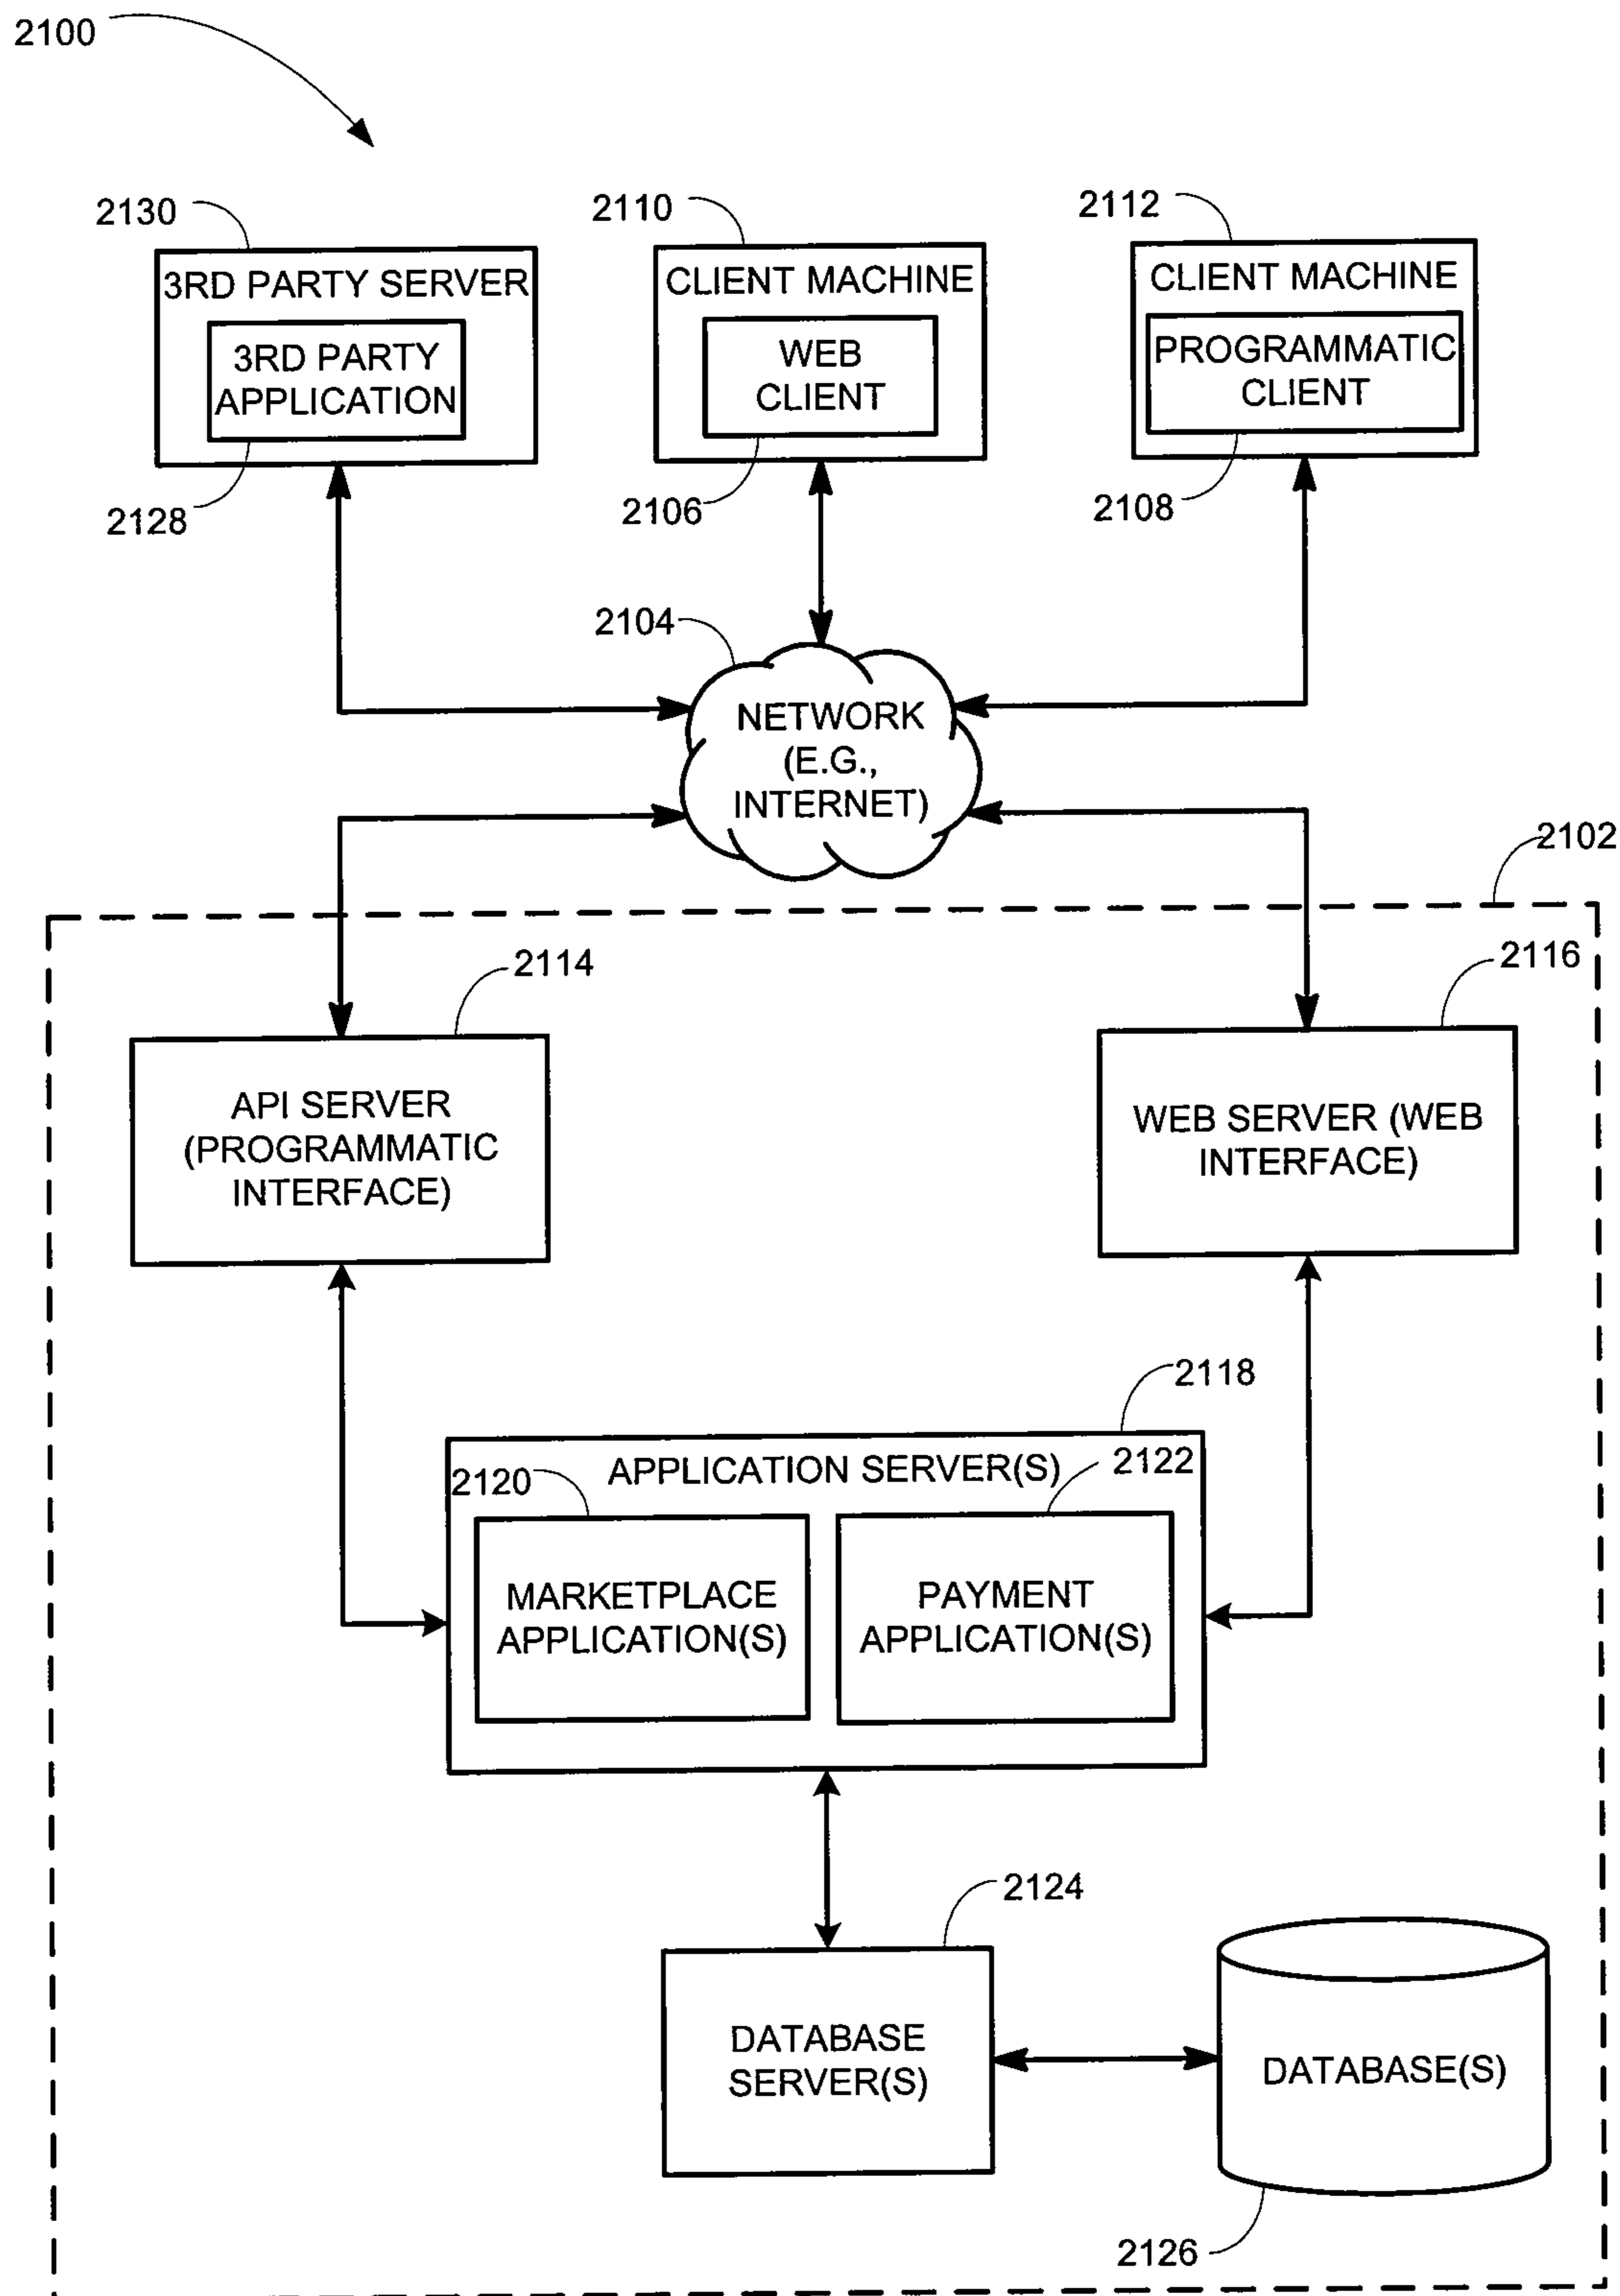 2100
2130
3RD PARTY SERVER
3RD PARTY
APPLICATION
2128
2110
CLIENT MACHINE
WEB
CLIENT
2106
2112
CLIENT MACHINE
PROGRAMMATIC
CLIENT
2108
2104
NETWORK
(E.G.,
INTERNET)
2102
2114
API SERVER
(PROGRAMMATIC
INTERFACE)
2116
WEB SERVER (WEB
INTERFACE)
2118
APPLICATION SERVER(S)
2120
MARKETPLACE
APPLICATION(S)
2122
PAYMENT
APPLICATION(S)
2124
DATABASE
SERVER(S)
DATABASE(S)
2126